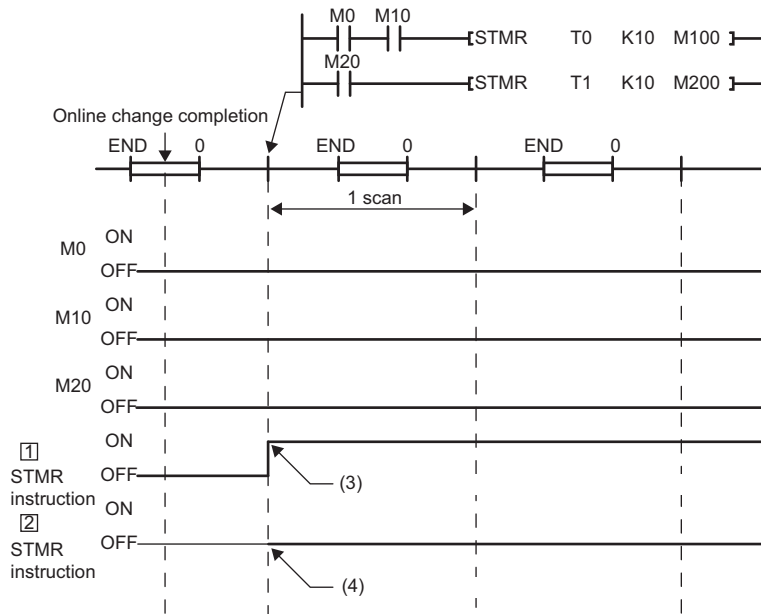 M0 M10
STMR T0 K10 M100
M20
STMR T1 K10 M200
Online change completion
END 0 END 0 END 0
1 scan
ON
M0
OFF
ON
M10
OFF
ON
M20
OFF
ON
1
OFF
STMR
instruction
(3)
ON
2
OFF
STMR
instruction
(4)